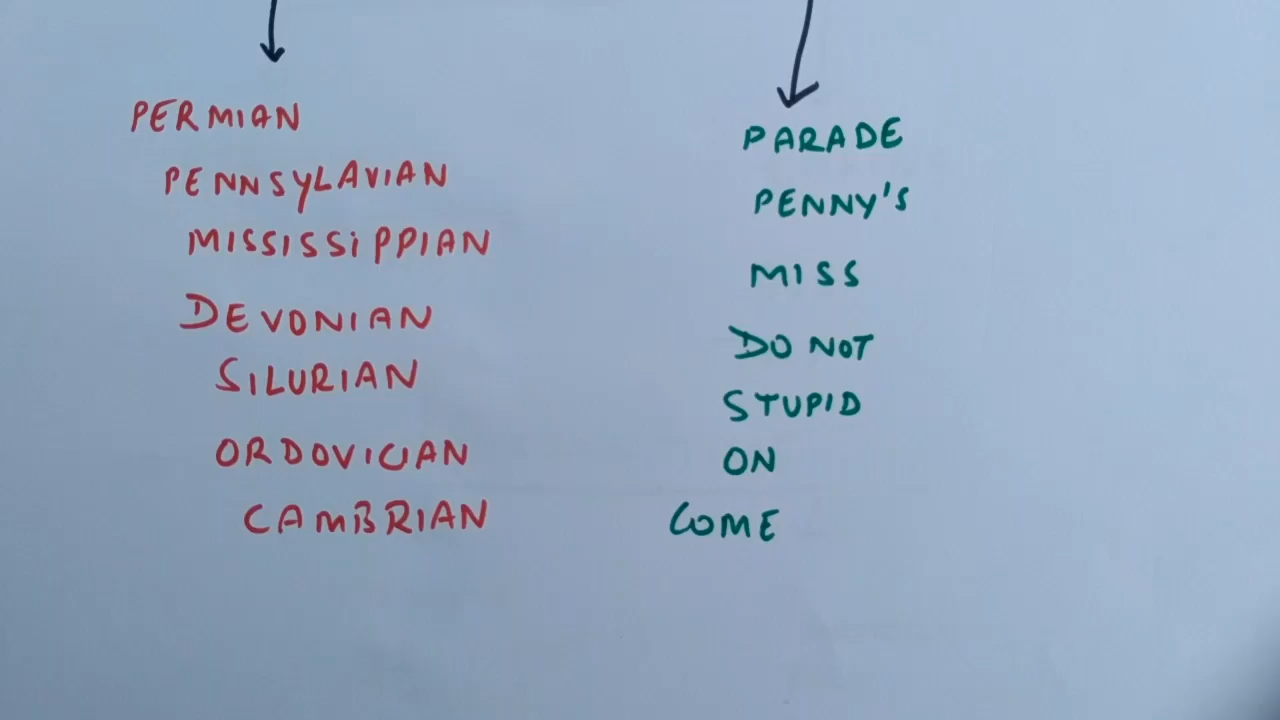 PERMIAN
PENNSYLAVIAN
MISSISSIPPIAN
DEVONIAN
SILURIAN
ORDOVICIAN
CAMBRIAN
PARADE
PENNY'S
MISS
DO NOT
STUPID
ON
COME